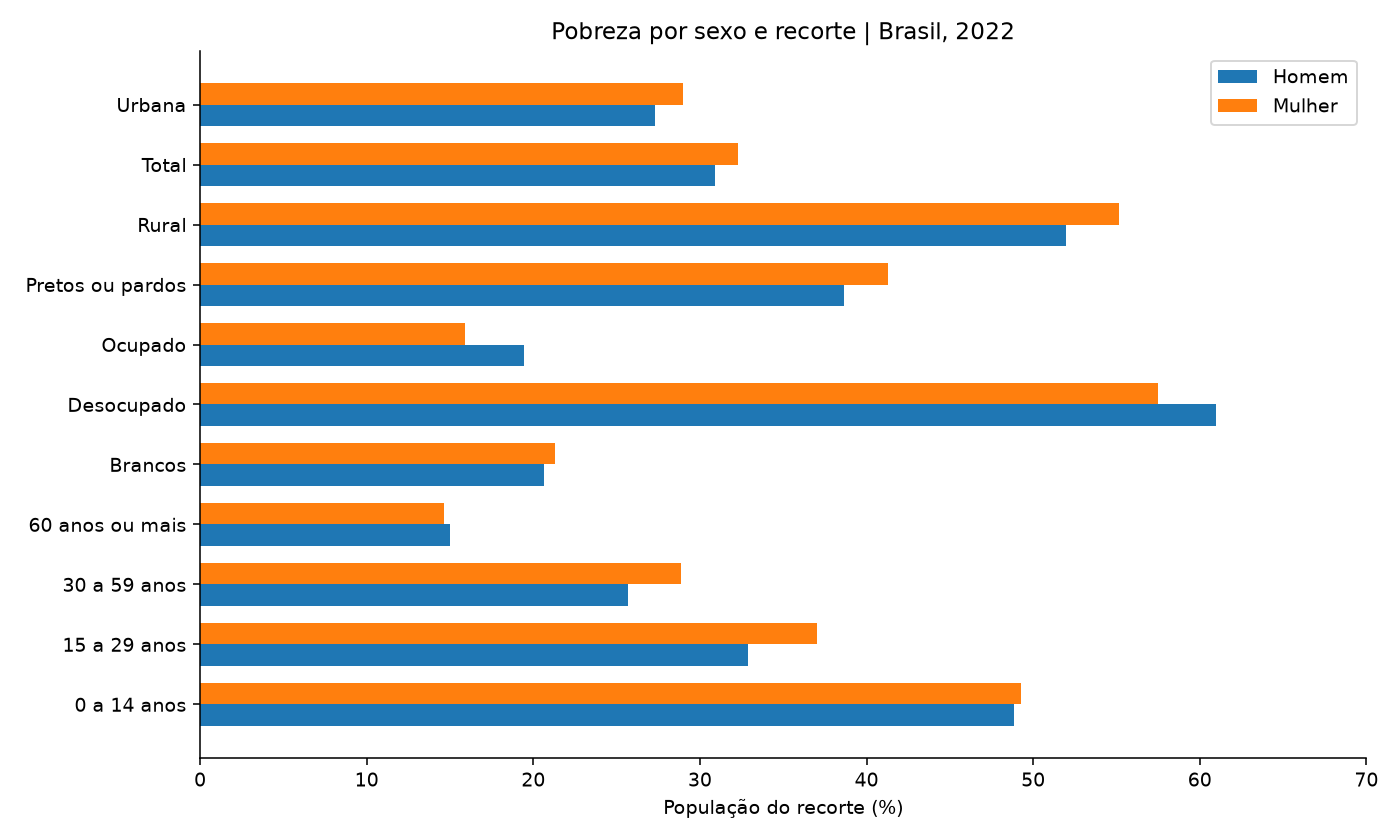 Pobreza por sexo e recorte | Brasil, 2022
Homem
Mulher
Urbana
Total
Rural
Pretos ou pardos
Ocupado
Desocupado
Brancos
60 anos ou mais
30 a 59 anos
15 a 29 anos
0 a 14 anos
0 10 20 30 40 50 60 70
População do recorte (%)